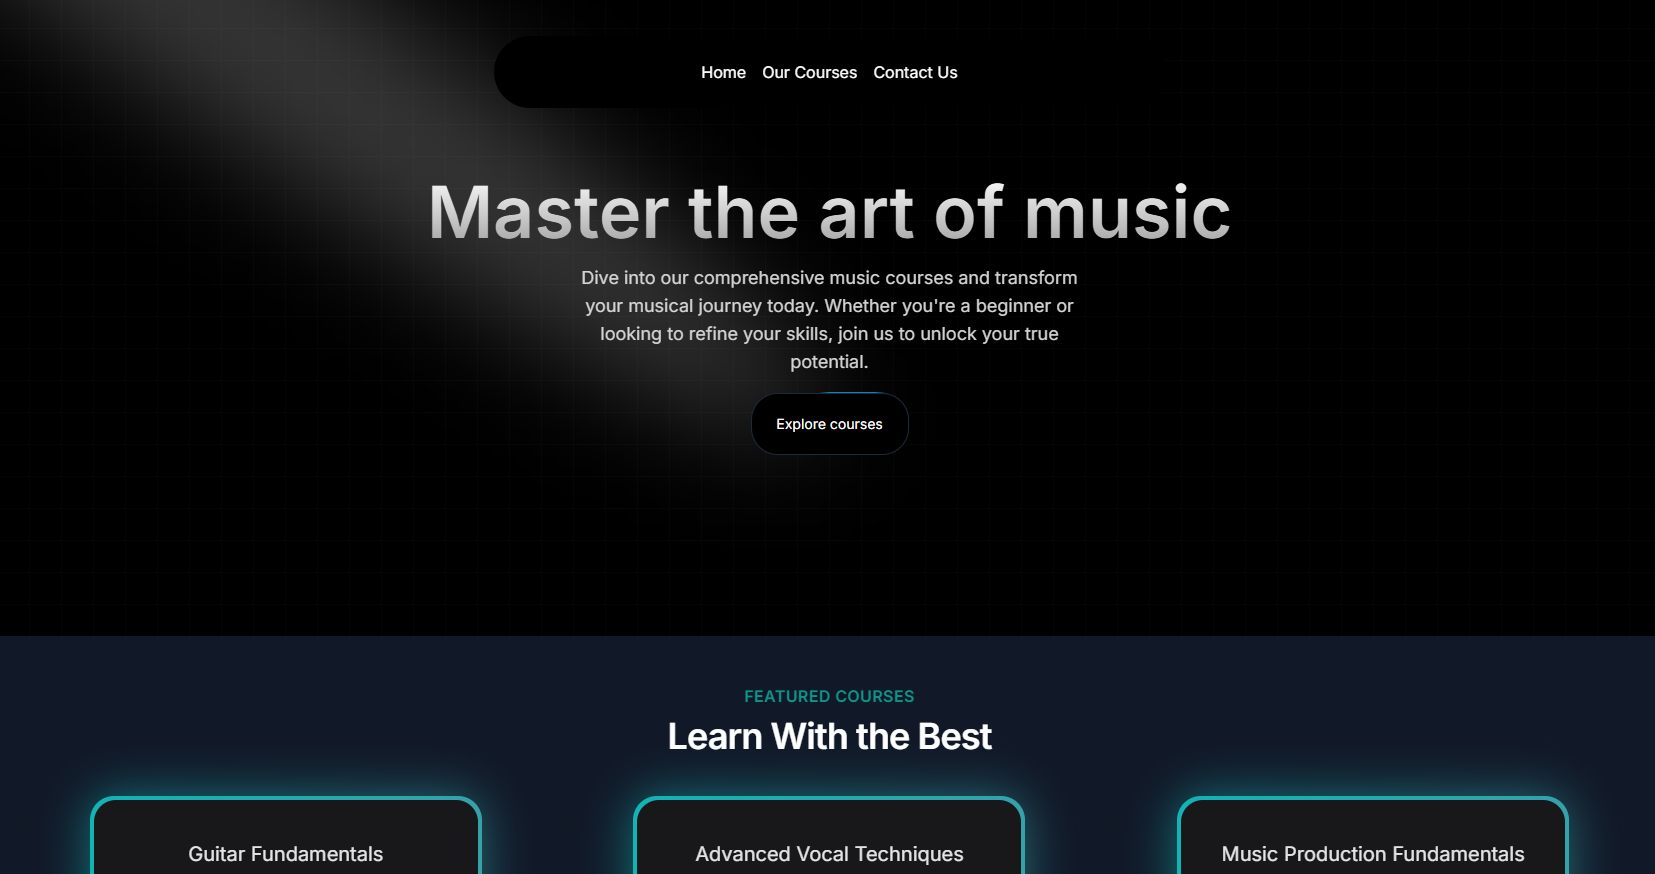 Home Our Courses Contact Us
Master the art of music
Dive into our comprehensive music courses and transform
your musical journey today. Whether you're a beginner or
looking to refine your skills, join us to unlock your true
potential.
Explore courses
FEATURED COURSES
Learn With the Best
Guitar Fundamentals
Advanced Vocal Techniques
Music Production Fundamentals